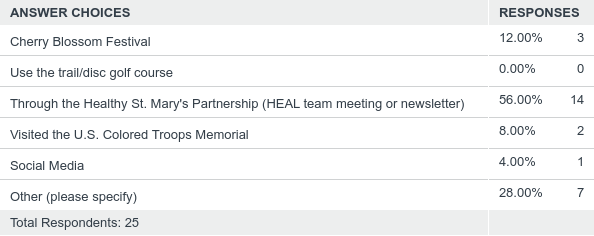 ANSWER CHOICES RESPONSES
Cherry Blossom Festival 12.00% 3
Use the trail/disc golf course 0.00% 0
Through the Healthy St. Mary's Partnership (HEAL team meeting or newsletter) 56.00% 14
Visited the U.S. Colored Troops Memorial 8.00% 2
Social Media 4.00% 1
Other (please specify) 28.00% 7
Total Respondents: 25